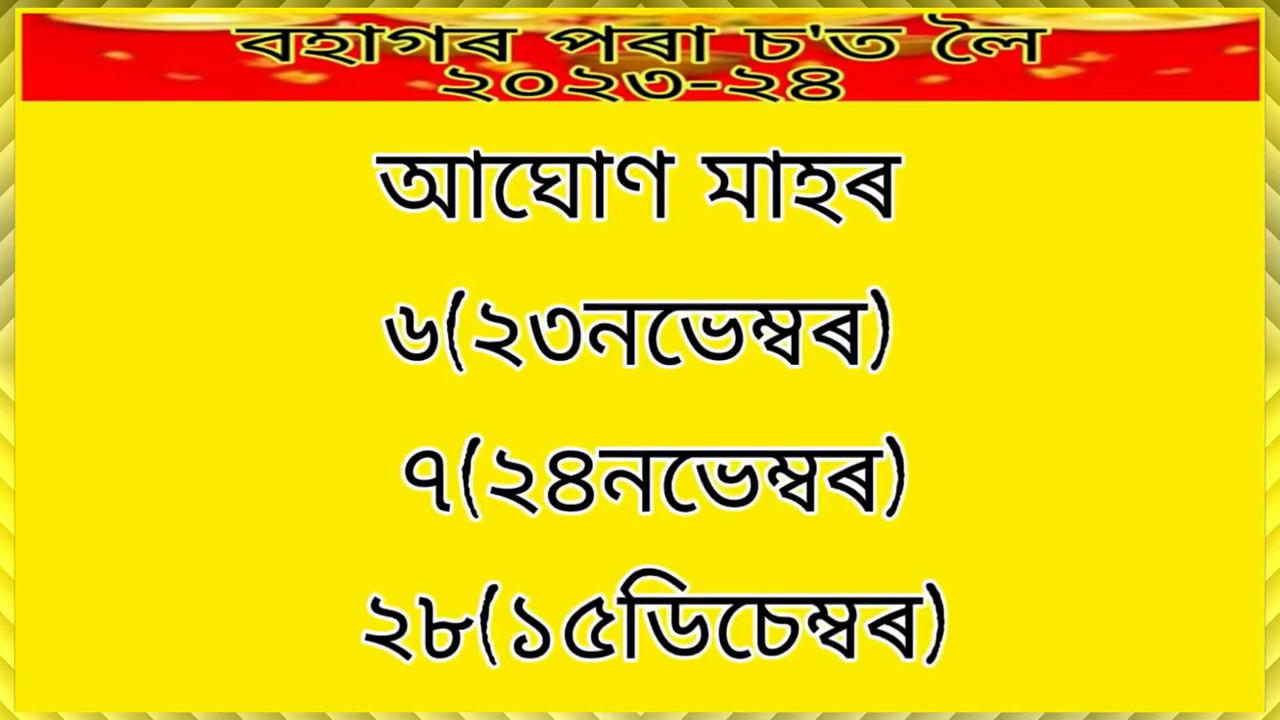 বহাগৰ পৰা চ'ত লৈ
২০২৩-২৪
আঘোণ মাহৰ
৬(২৩নভেম্বৰ)
৭(২৪নভেম্বৰ)
২৮(১৫ডিচেম্বৰ)